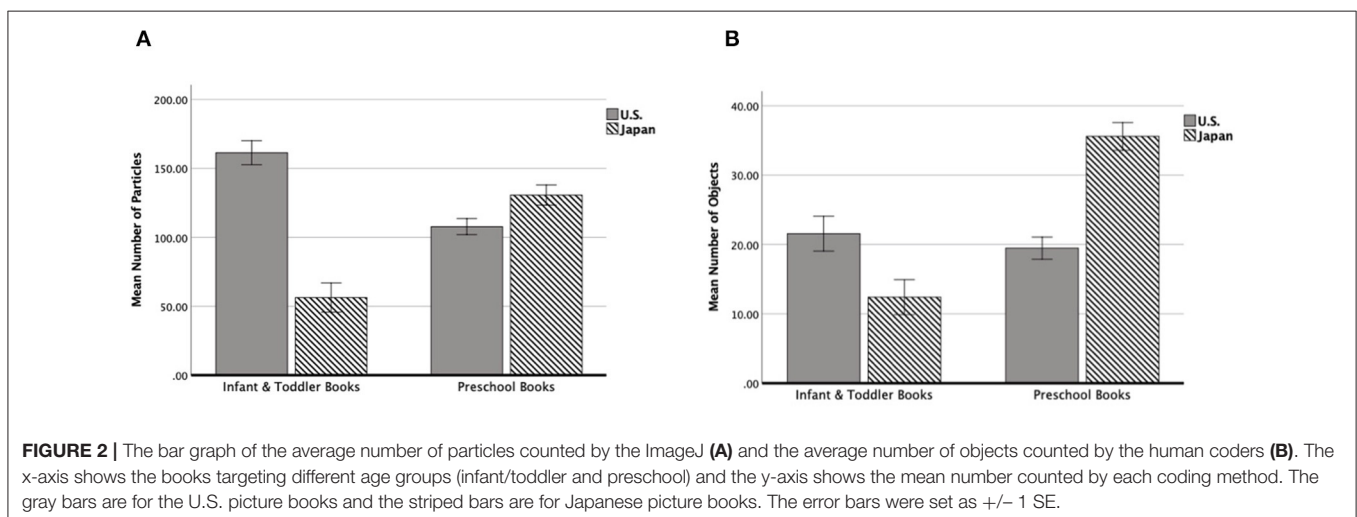 A
200.00
150.00
100.00
50.00
.00
Mean Number of Particles
U.S.
Japan
Infant & Toddler Books
Preschool Books
B
40.00
30.00
20.00
10.00
.00
Mean Number of Objects
U.S.
Japan
Infant & Toddler Books
Preschool Books
FIGURE 2 | The bar graph of the average number of particles counted by the ImageJ (A) and the average number of objects counted by the human coders (B). The
x-axis shows the books targeting different age groups (infant/toddler and preschool) and the y-axis shows the mean number counted by each coding method. The
gray bars are for the U.S. picture books and the striped bars are for Japanese picture books. The error bars were set as +/− 1 SE.